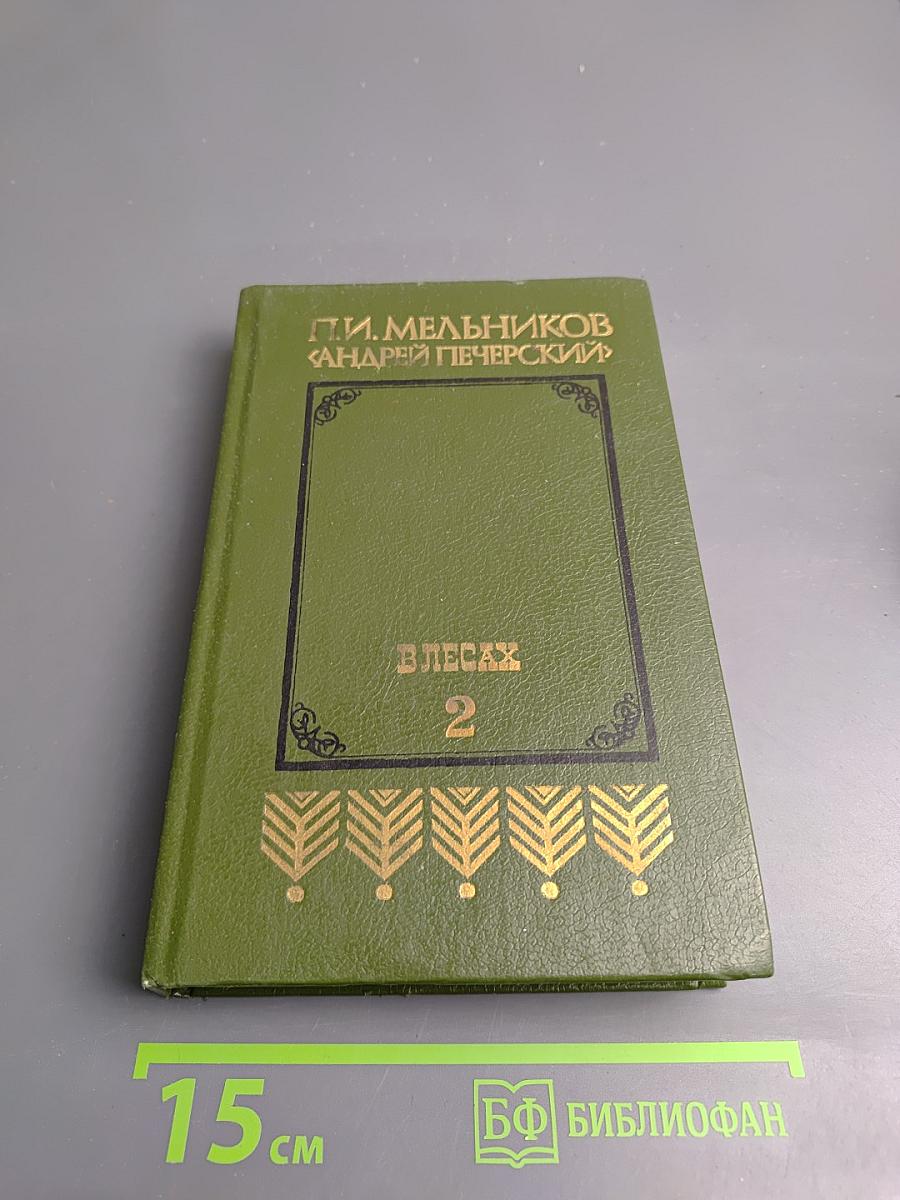 П.И. МЕЛЬНИКОВ
‹АНДРЕЙ ПЕЧЕРСКИЙ›
В ЛЕСАХ
2
15 см
БФ БИБЛИОФАН